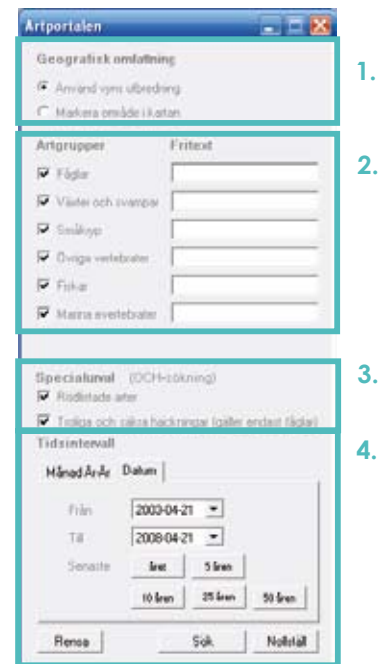 Artportalen
Geografisk omfattning
1.
Använd vyns utbredning
Markera område i kartan
Artgrupper Fritext
2.
Fåglar
Växter och svampar
Småkryp
Övriga vertebrater
Fiskar
Marina evertebrater
Specialurval (OCH-sökning)
3.
Rödlistade arter
Troliga och säkra häckningar (gäller endast fåglar)
Tidsintervall
4.
Månad År-År Datum
Från 2003-04-21
Till 2008-04-21
Senaste året 5 åren
10 åren 25 åren 50 åren
Rensa Sök Nollställ